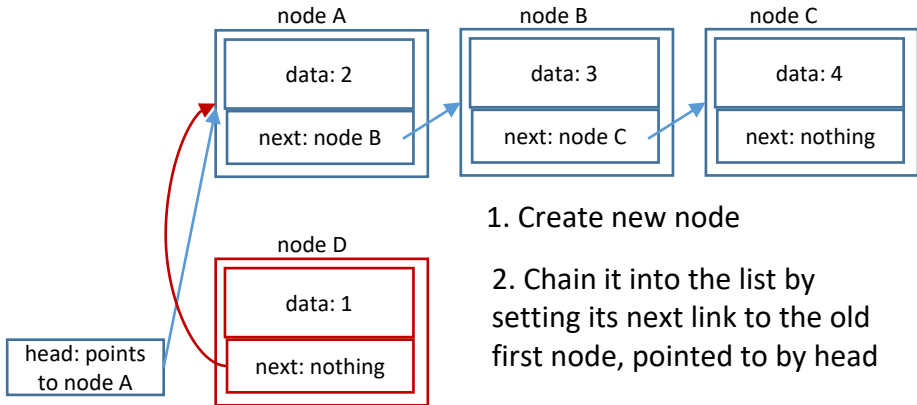 node A
node B
node C
data: 2
data: 3
data: 4
next: node B
next: node C
next: nothing
1. Create new node
node D
2. Chain it into the list by
setting its next link to the old
first node, pointed to by head
data: 1
head: points
to node A
next: nothing